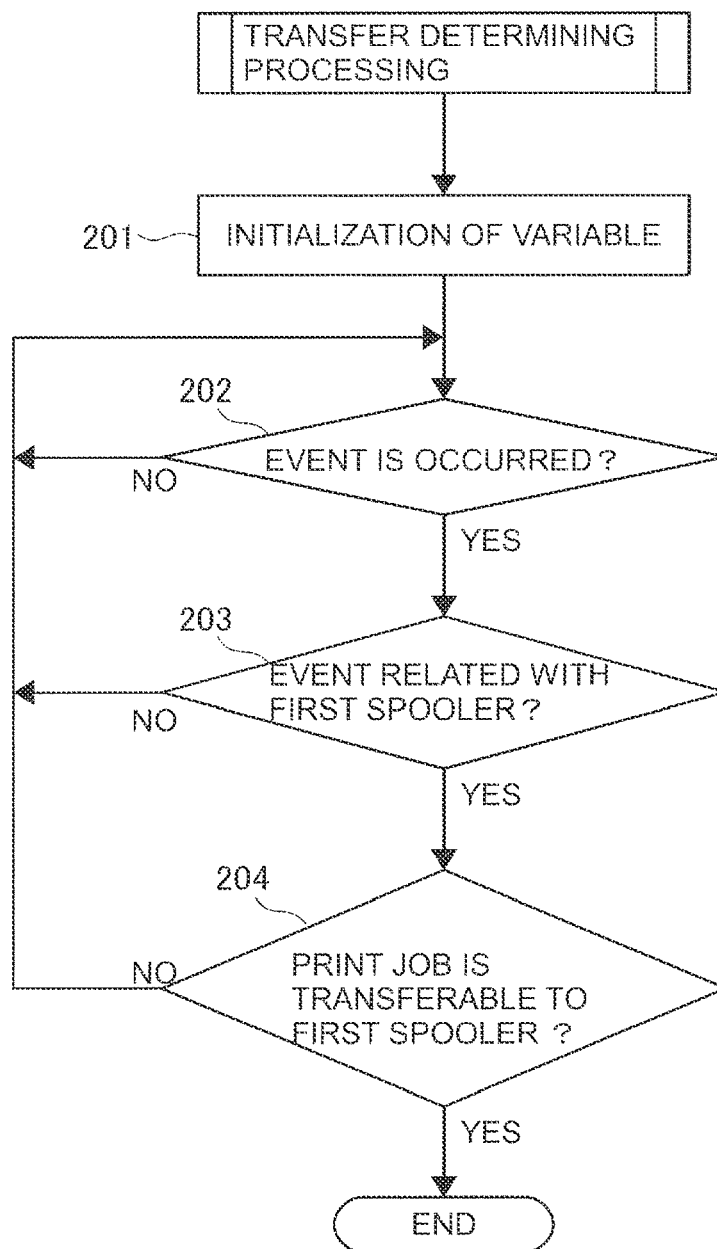 TRANSFER DETERMINING
PROCESSING
201
INITIALIZATION OF VARIABLE
202
EVENT IS OCCURRED ?
NO
YES
203
EVENT RELATED WITH
FIRST SPOOLER ?
NO
YES
204
PRINT JOB IS
TRANSFERABLE TO
FIRST SPOOLER ?
NO
YES
END